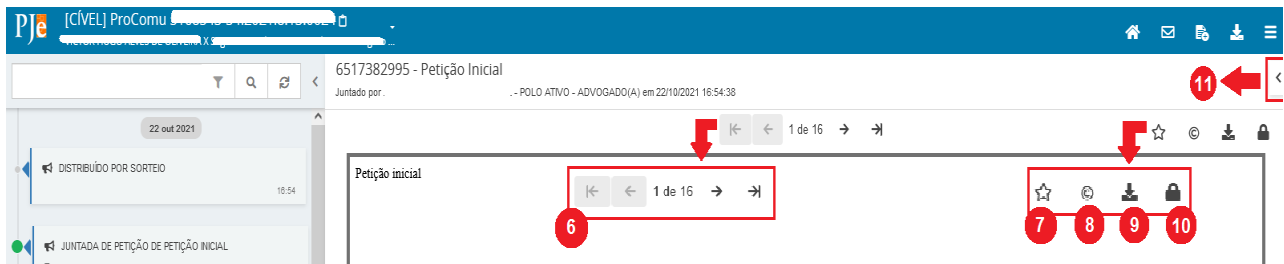 PJe [CÍVEL] ProComu
X
6517382995 - Petição Inicial
11
Juntado por . . - POLO ATIVO - ADVOGADO(A) em 22/10/2021 16:54:38
22 out 2021
1 de 16
DISTRIBUÍDO POR SORTEIO
16:54
Petição inicial
1 de 16
6
7
8
9
10
JUNTADA DE PETIÇÃO DE PETIÇÃO INICIAL